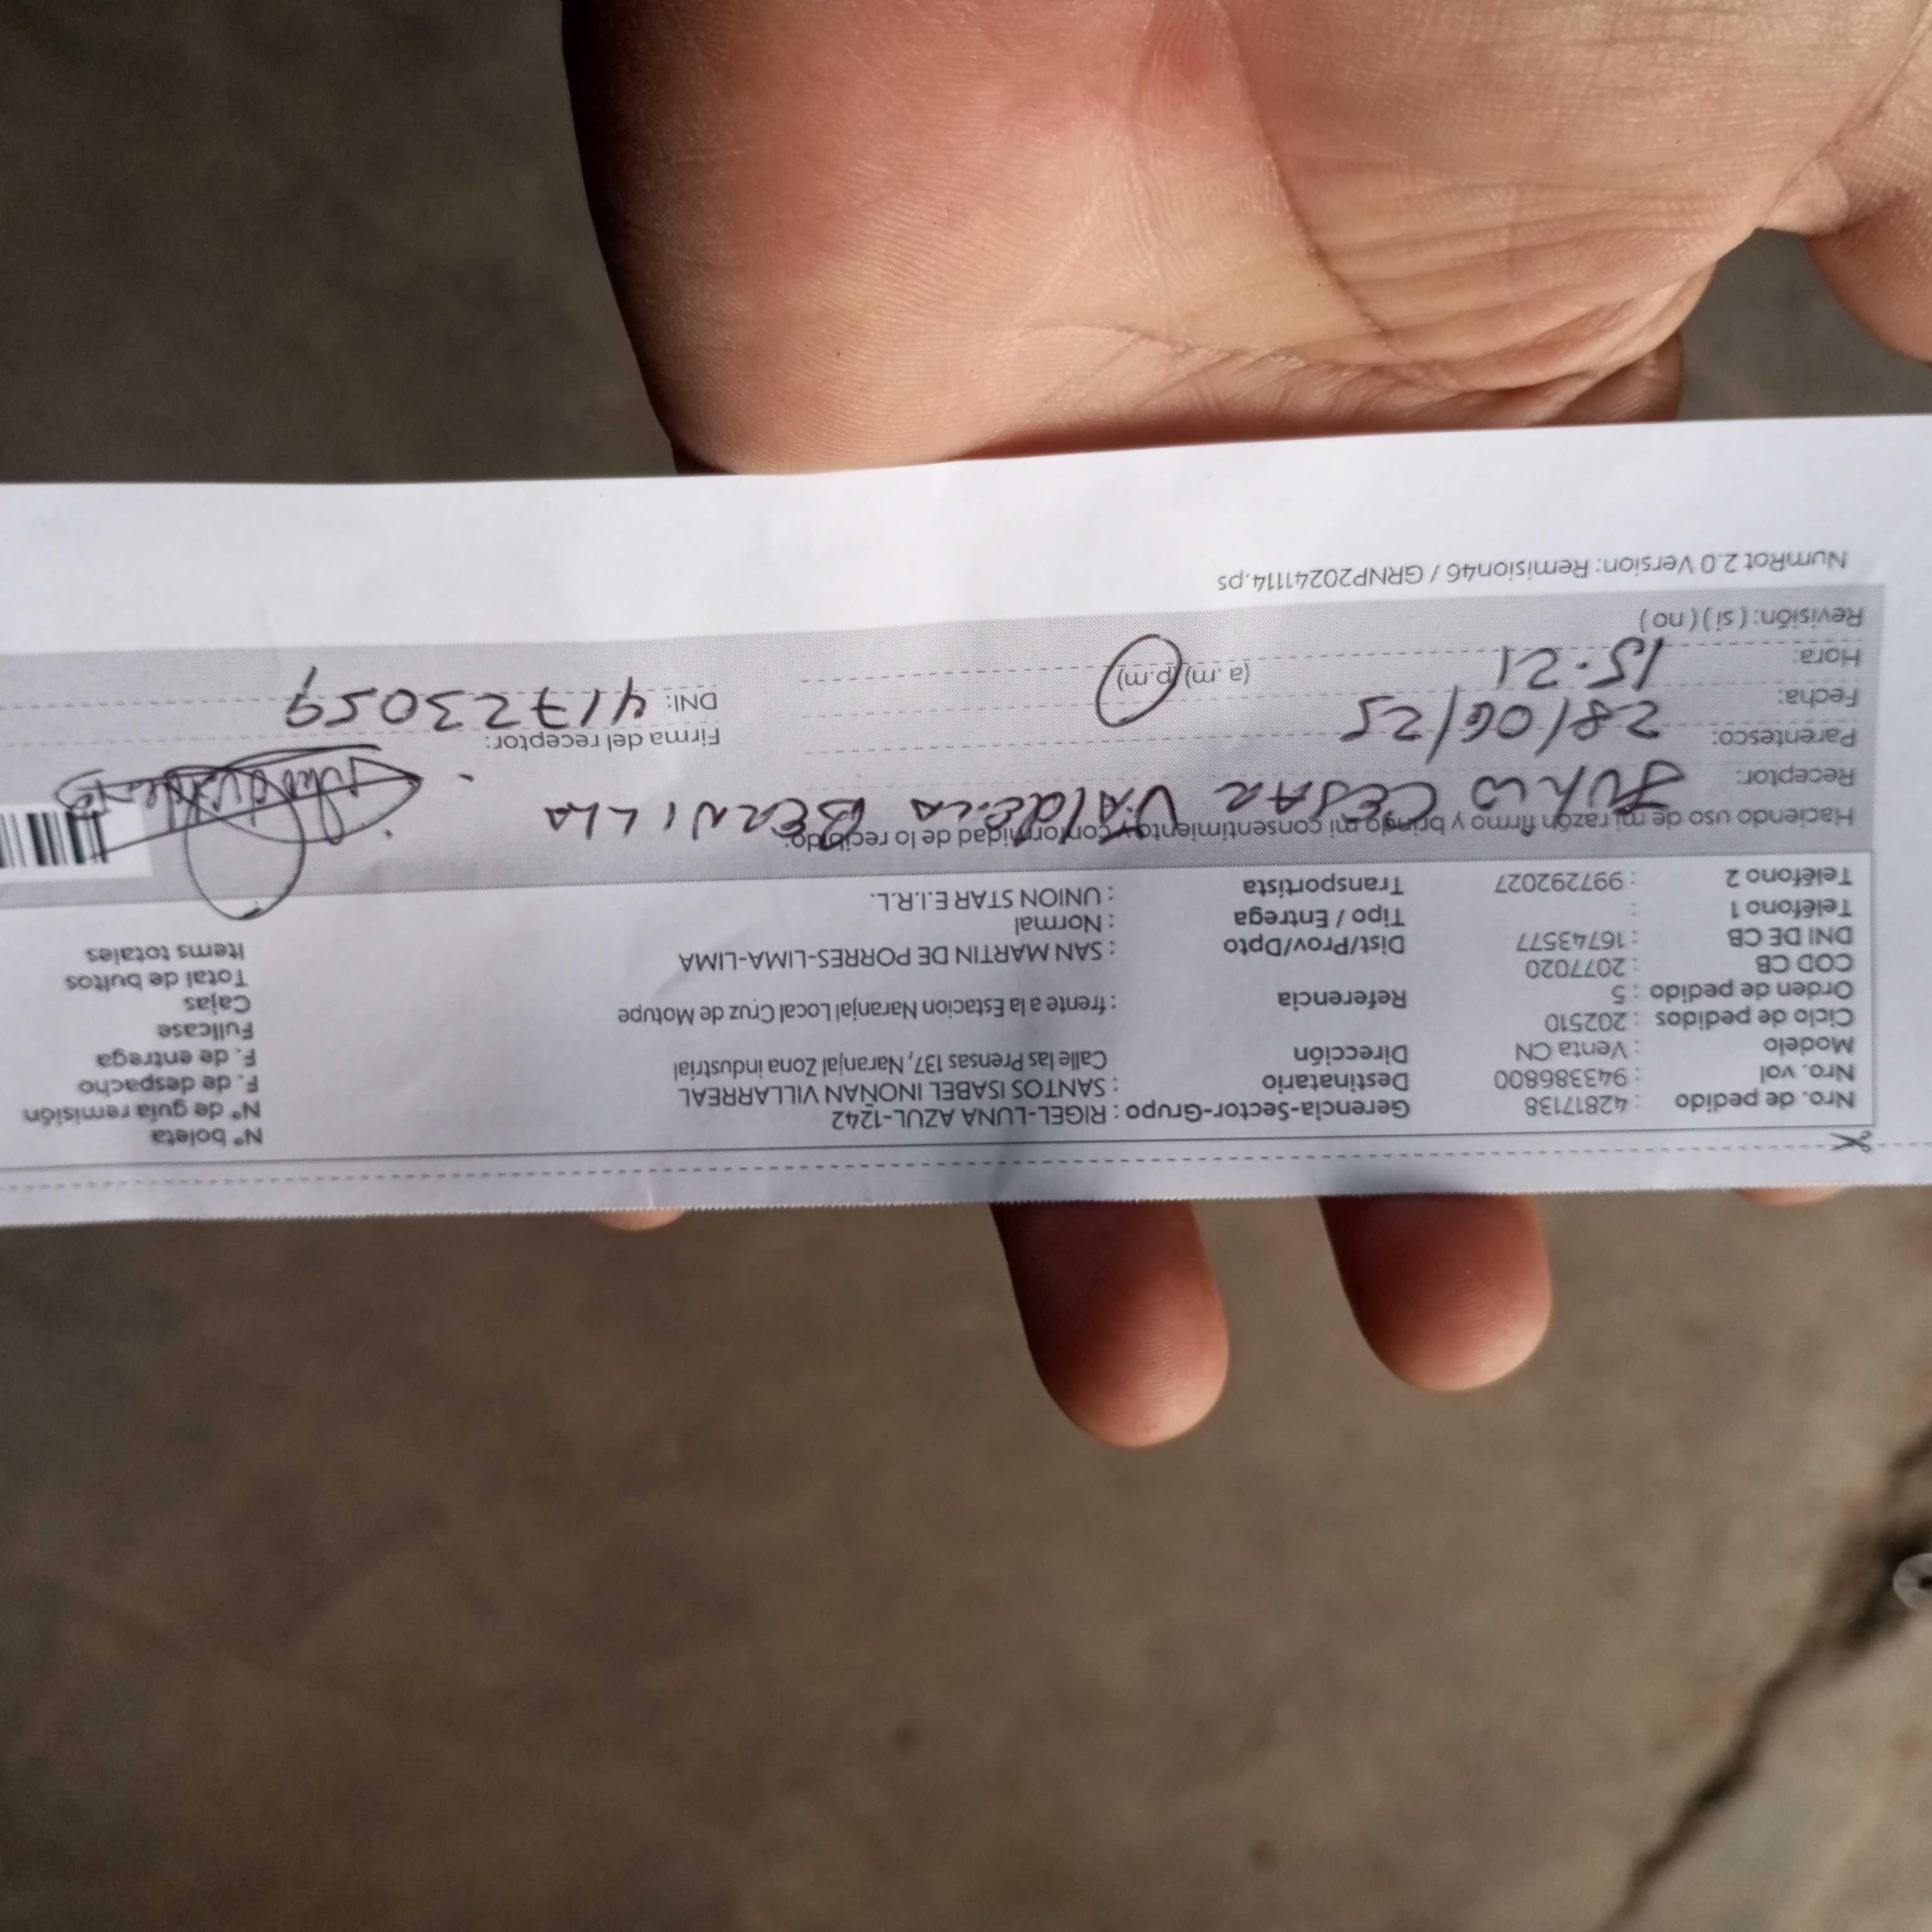 Nro. de pedido : 42817138 Gerencia-Sector-Grupo : RIGEL-LUNA AZUL-1242 N° boleta
Nro. vol : 943386800 Destinatario : SANTOS ISABEL INOÑAN VILLARREAL N° de guía remisión
Modelo : Venta CN Dirección Calle las Prensas 137, Naranjal Zona industrial F. de despacho
Ciclo de pedidos : 202510 F. de entrega
Orden de pedido : 5 Referencia : frente a la Estacion Naranjal Local Cruz de Motupe Fullcase
COD CB : 2077020 Cajas
DNI DE CB : 16743577 Dist/Prov/Dpto : SAN MARTIN DE PORRES-LIMA-LIMA Total de bultos
Teléfono 1 : Tipo / Entrega : Normal Items totales
Teléfono 2 : 997292027 Transportista : UNION STAR E.I.R.L.
Haciendo uso de mi razón firmo y brindo mi consentimiento y conformidad de lo recibido:
Receptor: JULIO CESAR VALDERA BERNILLA
Parentesco: Firma del receptor:
Fecha: 28/06/25 DNI: 41723059
Hora: 15.21 (a.m) (p.m)
Revisión: ( si ) ( no )
NumRot 2.0 Version: Remision46 / GRNP20241114.ps